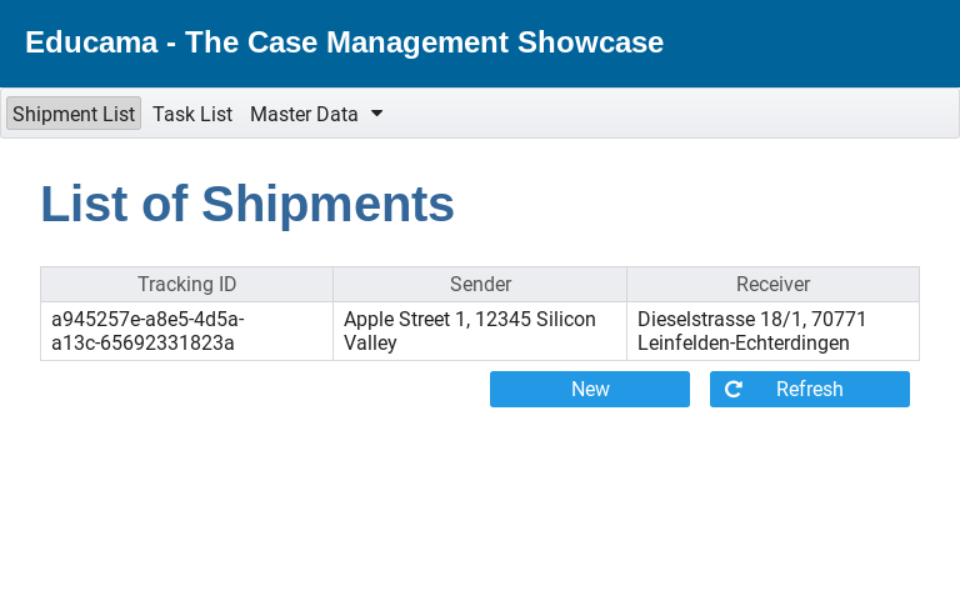 Educama - The Case Management Showcase
Shipment List Task List Master Data
List of Shipments
Tracking ID Sender Receiver
a945257e-a8e5-4d5a- Apple Street 1, 12345 Silicon Dieselstrasse 18/1, 70771
a13c-65692331823a Valley Leinfelden-Echterdingen
New Refresh